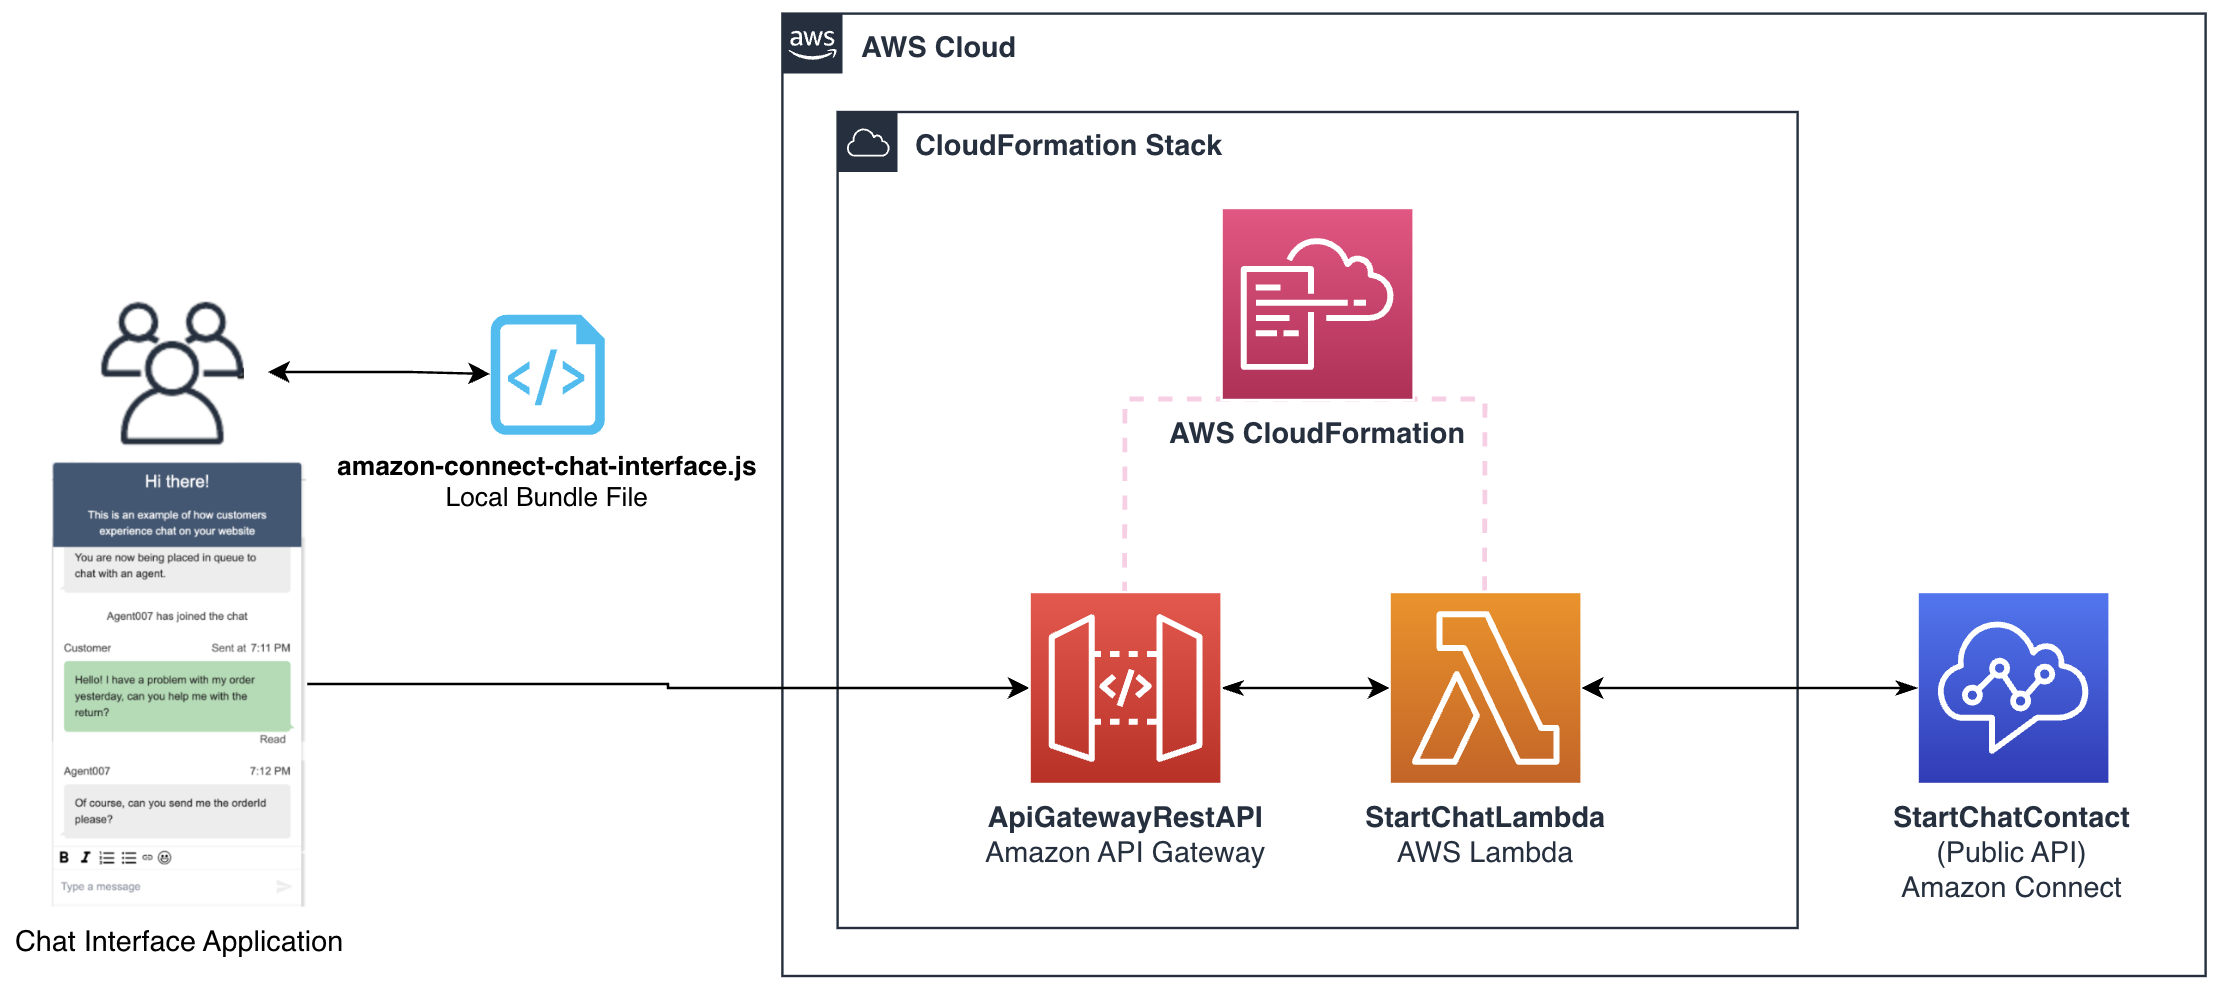 aws
AWS Cloud
CloudFormation Stack
AWS CloudFormation
</>
amazon-connect-chat-interface.js
Local Bundle File
Hi there!
This is an example of how customers
experience chat on your website
You are now being placed in queue to
chat with an agent.
Agent007 has joined the chat
Customer Sent at 7:11 PM
Hello! I have a problem with my order
yesterday, can you help me with the
return?
Read
Agent007 7:12 PM
Of course, can you send me the orderId
please?
B I
Type a message
Chat Interface Application
</>
ApiGatewayRestAPI
Amazon API Gateway
StartChatLambda
AWS Lambda
StartChatContact
(Public API)
Amazon Connect